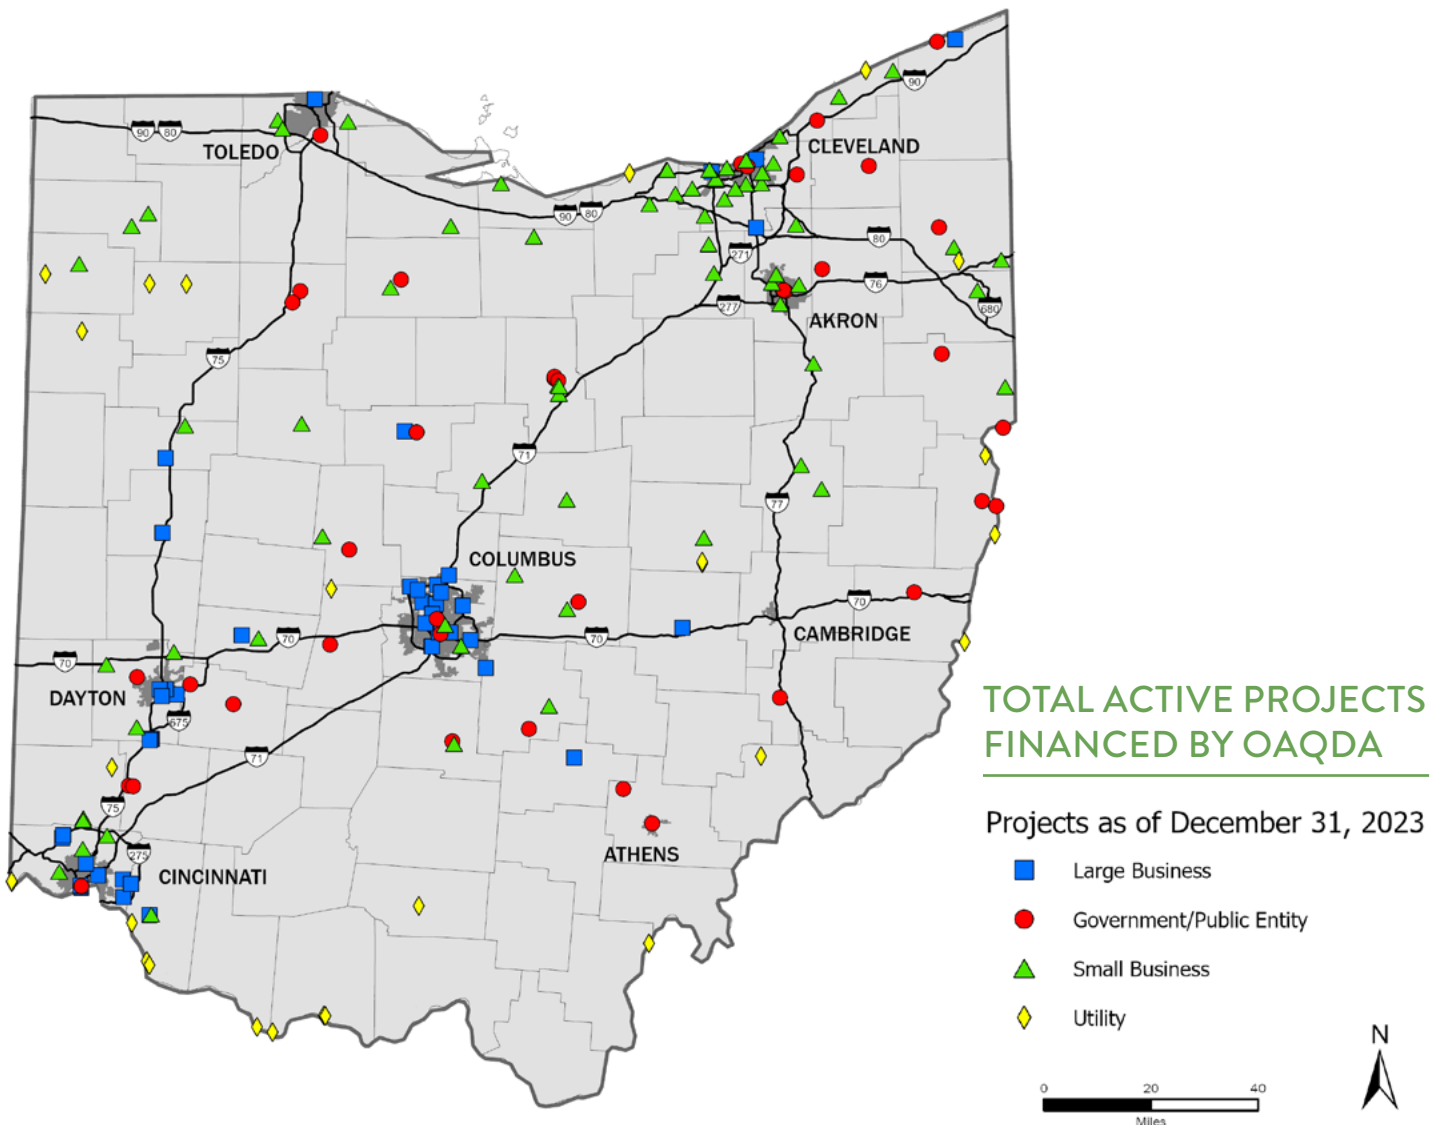 90
90
80
TOLEDO
CLEVELAND
90
80
80
271
76
277
680
AKRON
75
71
77
COLUMBUS
70
70
70
CAMBRIDGE
70
DAYTON
675
71
75
275
CINCINNATI
ATHENS
TOTAL ACTIVE PROJECTS
FINANCED BY OAQDA
Projects as of December 31, 2023
Large Business
Government/Public Entity
Small Business
Utility
N
0 20 40
Miles